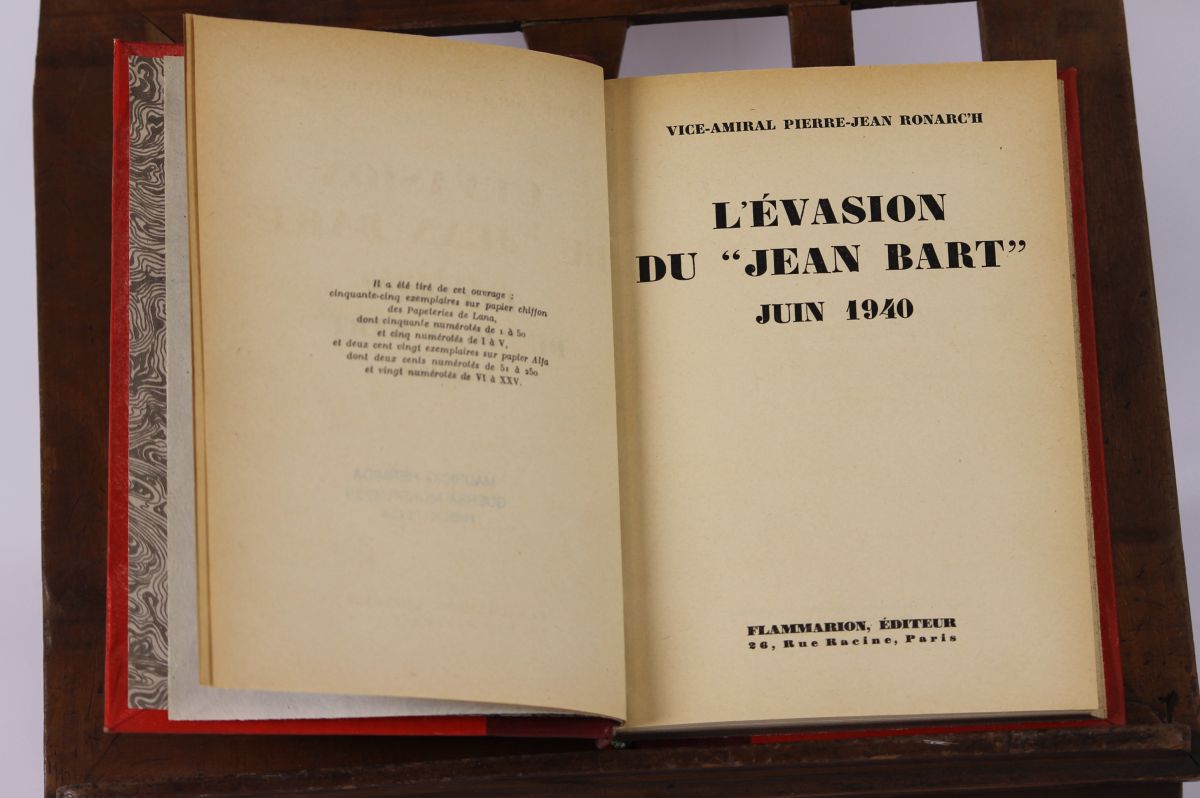 Il a été tiré de cet ouvrage :
cinquante-cinq exemplaires sur papier chiffon
des Papeteries de Lana,
dont cinquante numérotés de 1 à 50
et cinq numérotés de I à V,
et deux cent vingt exemplaires sur papier Alfa
dont deux cents numérotés de 51 à 250
et vingt numérotés de VI à XXV.
VICE-AMIRAL PIERRE-JEAN RONARC'H
L'ÉVASION
DU “JEAN BART”
JUIN 1940
FLAMMARION, ÉDITEUR
26, Rue Racine, Paris